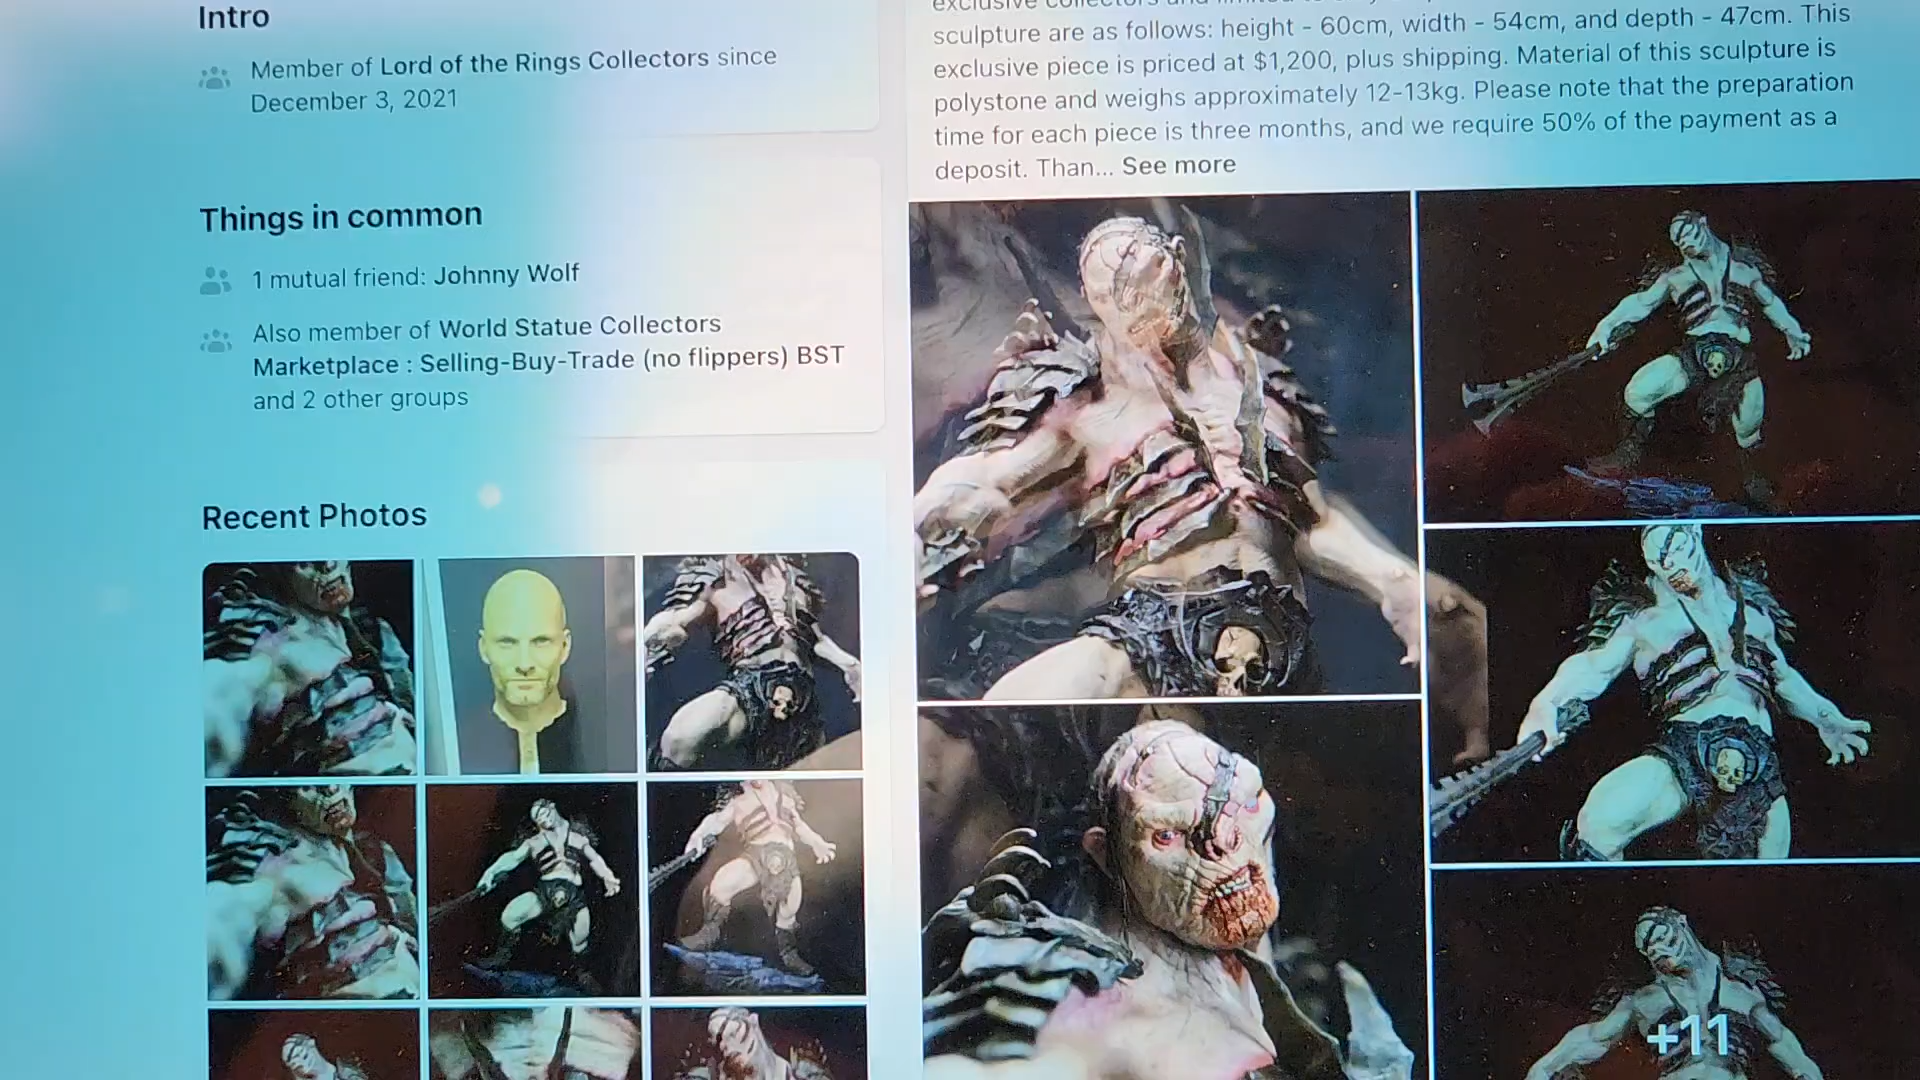 Intro
Member of Lord of the Rings Collectors since
December 3, 2021
Things in common
1 mutual friend: Johnny Wolf
Also member of World Statue Collectors
Marketplace : Selling-Buy-Trade (no flippers) BST
and 2 other groups
Recent Photos
exclusive
sculpture are as follows: height - 60cm, width - 54cm, and depth - 47cm. This
exclusive piece is priced at $1,200, plus shipping. Material of this sculpture is
polystone and weighs approximately 12-13kg. Please note that the preparation
time for each piece is three months, and we require 50% of the payment as a
deposit. Than... See more
+11